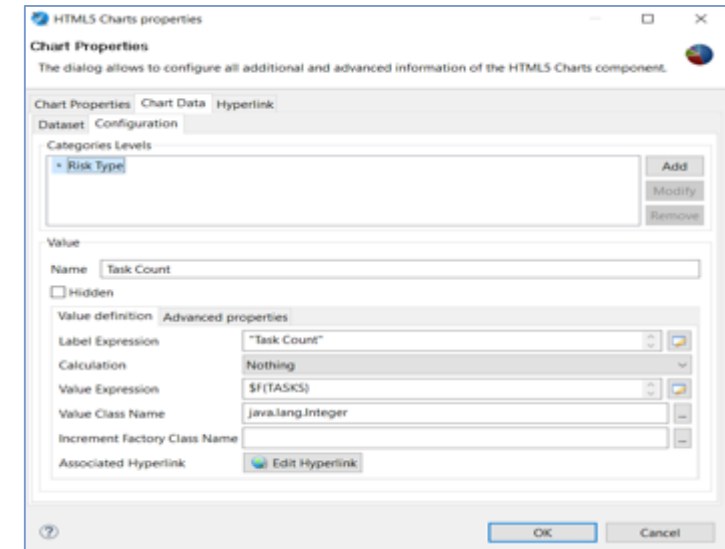 HTML5 Charts properties
Chart Properties
The dialog allows to configure all additional and advanced information of the HTML5 Charts component.
Chart Properties Chart Data Hyperlink
Dataset Configuration
Categories Levels
Risk Type
Add
Modify
Remove
Value
Name Task Count
Hidden
Value definition Advanced properties
Label Expression "Task Count"
Calculation Nothing
Value Expression $F{TASKS}
Value Class Name java.lang.Integer ...
Increment Factory Class Name ...
Associated Hyperlink Edit Hyperlink
? OK Cancel